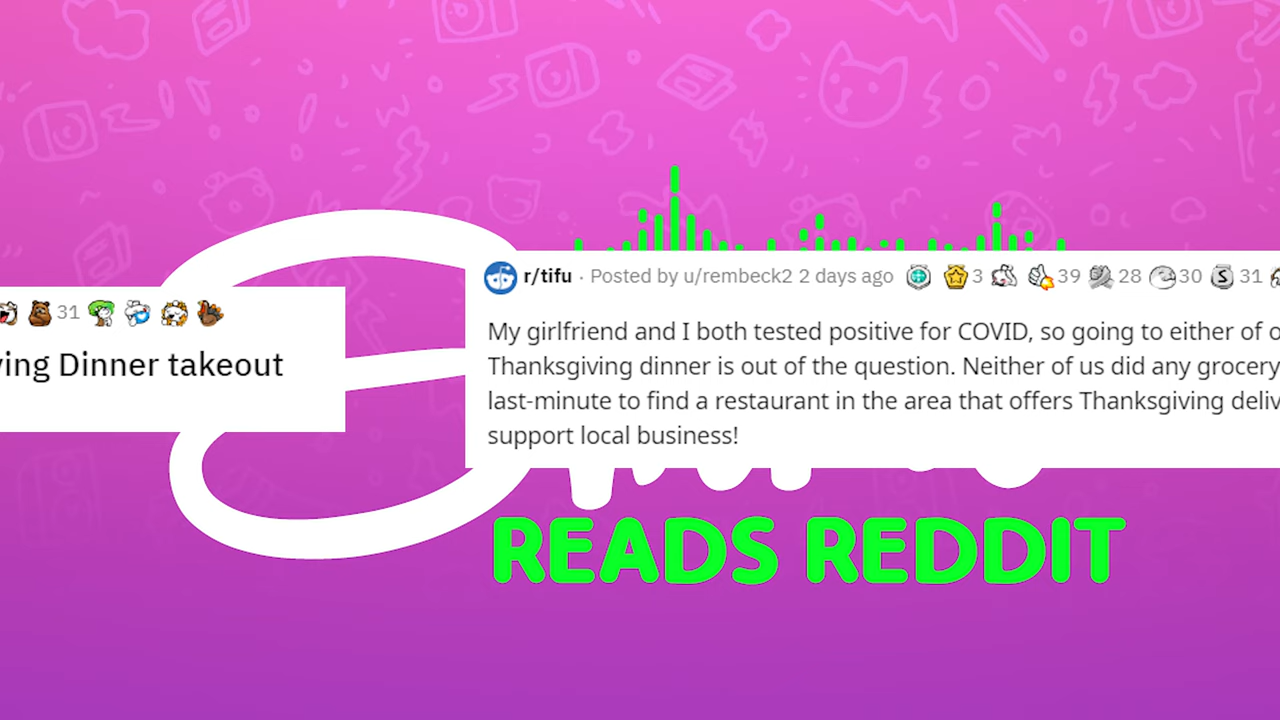 31
ving Dinner takeout
r/tifu · Posted by u/rembeck2 2 days ago 3 39 28 30 31
My girlfriend and I both tested positive for COVID, so going to either of o
Thanksgiving dinner is out of the question. Neither of us did any grocery
last-minute to find a restaurant in the area that offers Thanksgiving deliv
support local business!
READS REDDIT